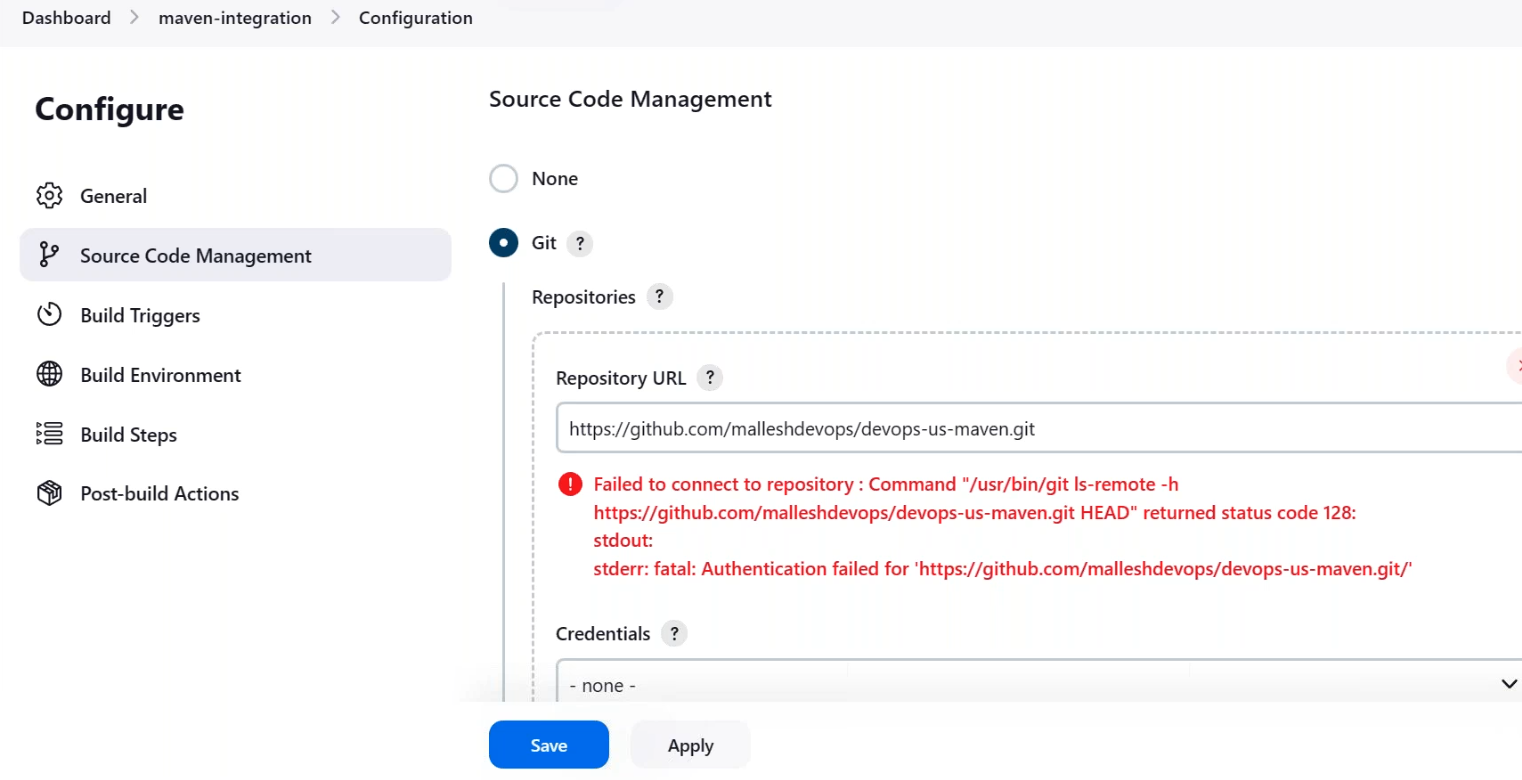 Dashboard > maven-integration > Configuration
Configure
General
Source Code Management
Build Triggers
Build Environment
Build Steps
Post-build Actions
Source Code Management
None
Git ?
Repositories ?
Repository URL ?
https://github.com/malleshdevops/devops-us-maven.git
Failed to connect to repository : Command "/usr/bin/git ls-remote -h
https://github.com/malleshdevops/devops-us-maven.git HEAD" returned status code 128:
stdout:
stderr: fatal: Authentication failed for 'https://github.com/malleshdevops/devops-us-maven.git/'
Credentials ?
- none -
Save
Apply